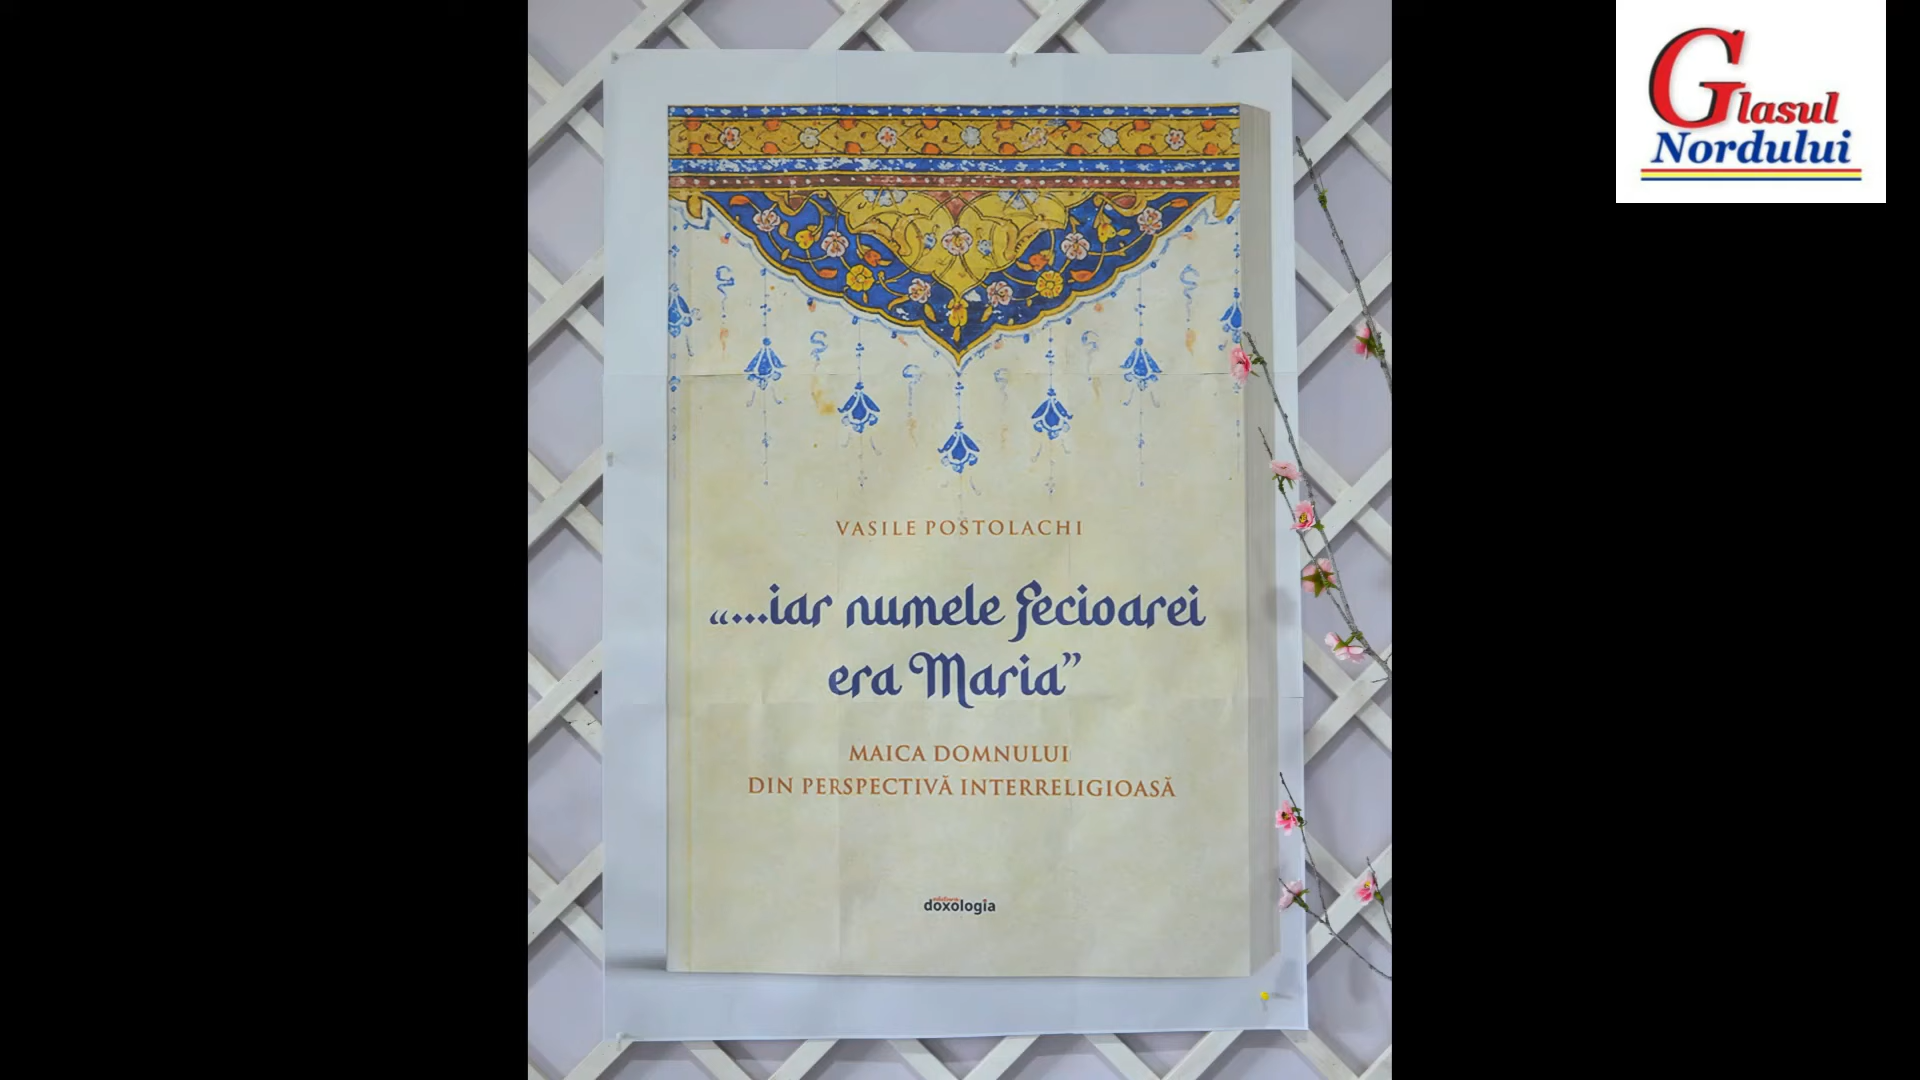 Glasul
Nordului
VASILE POSTOLACHI
“...iar numele fecioarei
era Maria”
MAICA DOMNULUI
DIN PERSPECTIVĂ INTERRELIGIOASĂ
doxologia